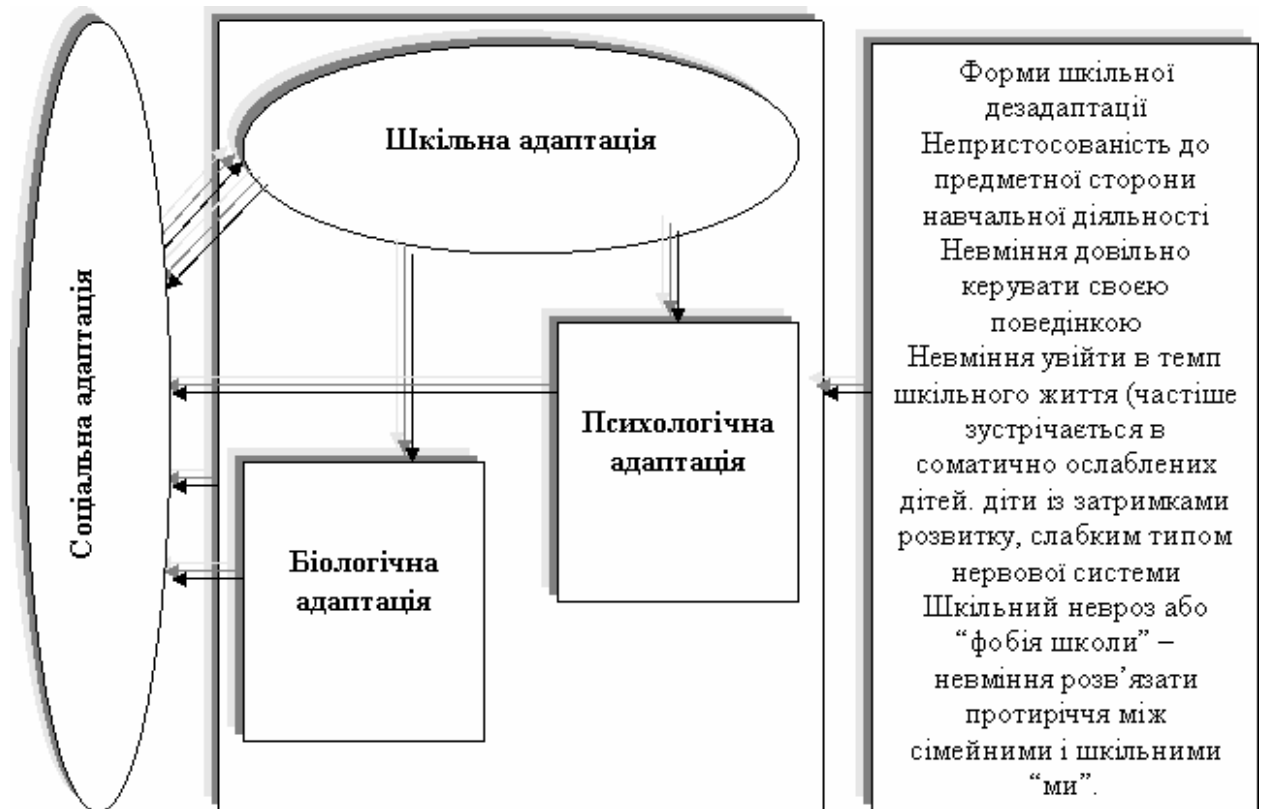 Соціальна адаптація
Шкільна адаптація
Психологічна
адаптація
Біологічна
адаптація
Форми шкільної
дезадаптації
Непристосованість до
предметної сторони
навчальної діяльності
Невміння довільно
керувати своєю
поведінкою
Невміння увійти в темп
шкільного життя (частіше
зустрічається в
соматично ослаблених
дітей. діти із затримками
розвитку, слабким типом
нервової системи
Шкільний невроз або
“фобія школи” –
невміння розв’язати
протиріччя між
сімейними і шкільними
“ми”.